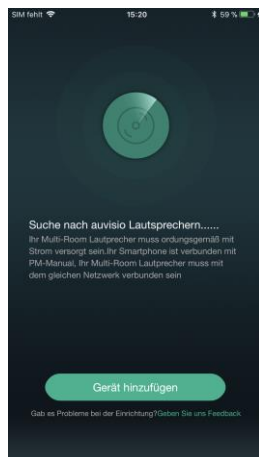 SIM fehlt 15:20 59 %
Suche nach auvisio Lautsprechern......
Ihr Multi-Room Lautprecher muss ordungsgemäß mit
Strom versorgt sein.Ihr Smartphone ist verbunden mit
PM-Manual, Ihr Multi-Room Lautprecher muss mit
dem gleichen Netzwerk verbunden sein
Gerät hinzufügen
Gab es Probleme bei der Einrichtung?Geben Sie uns Feedback